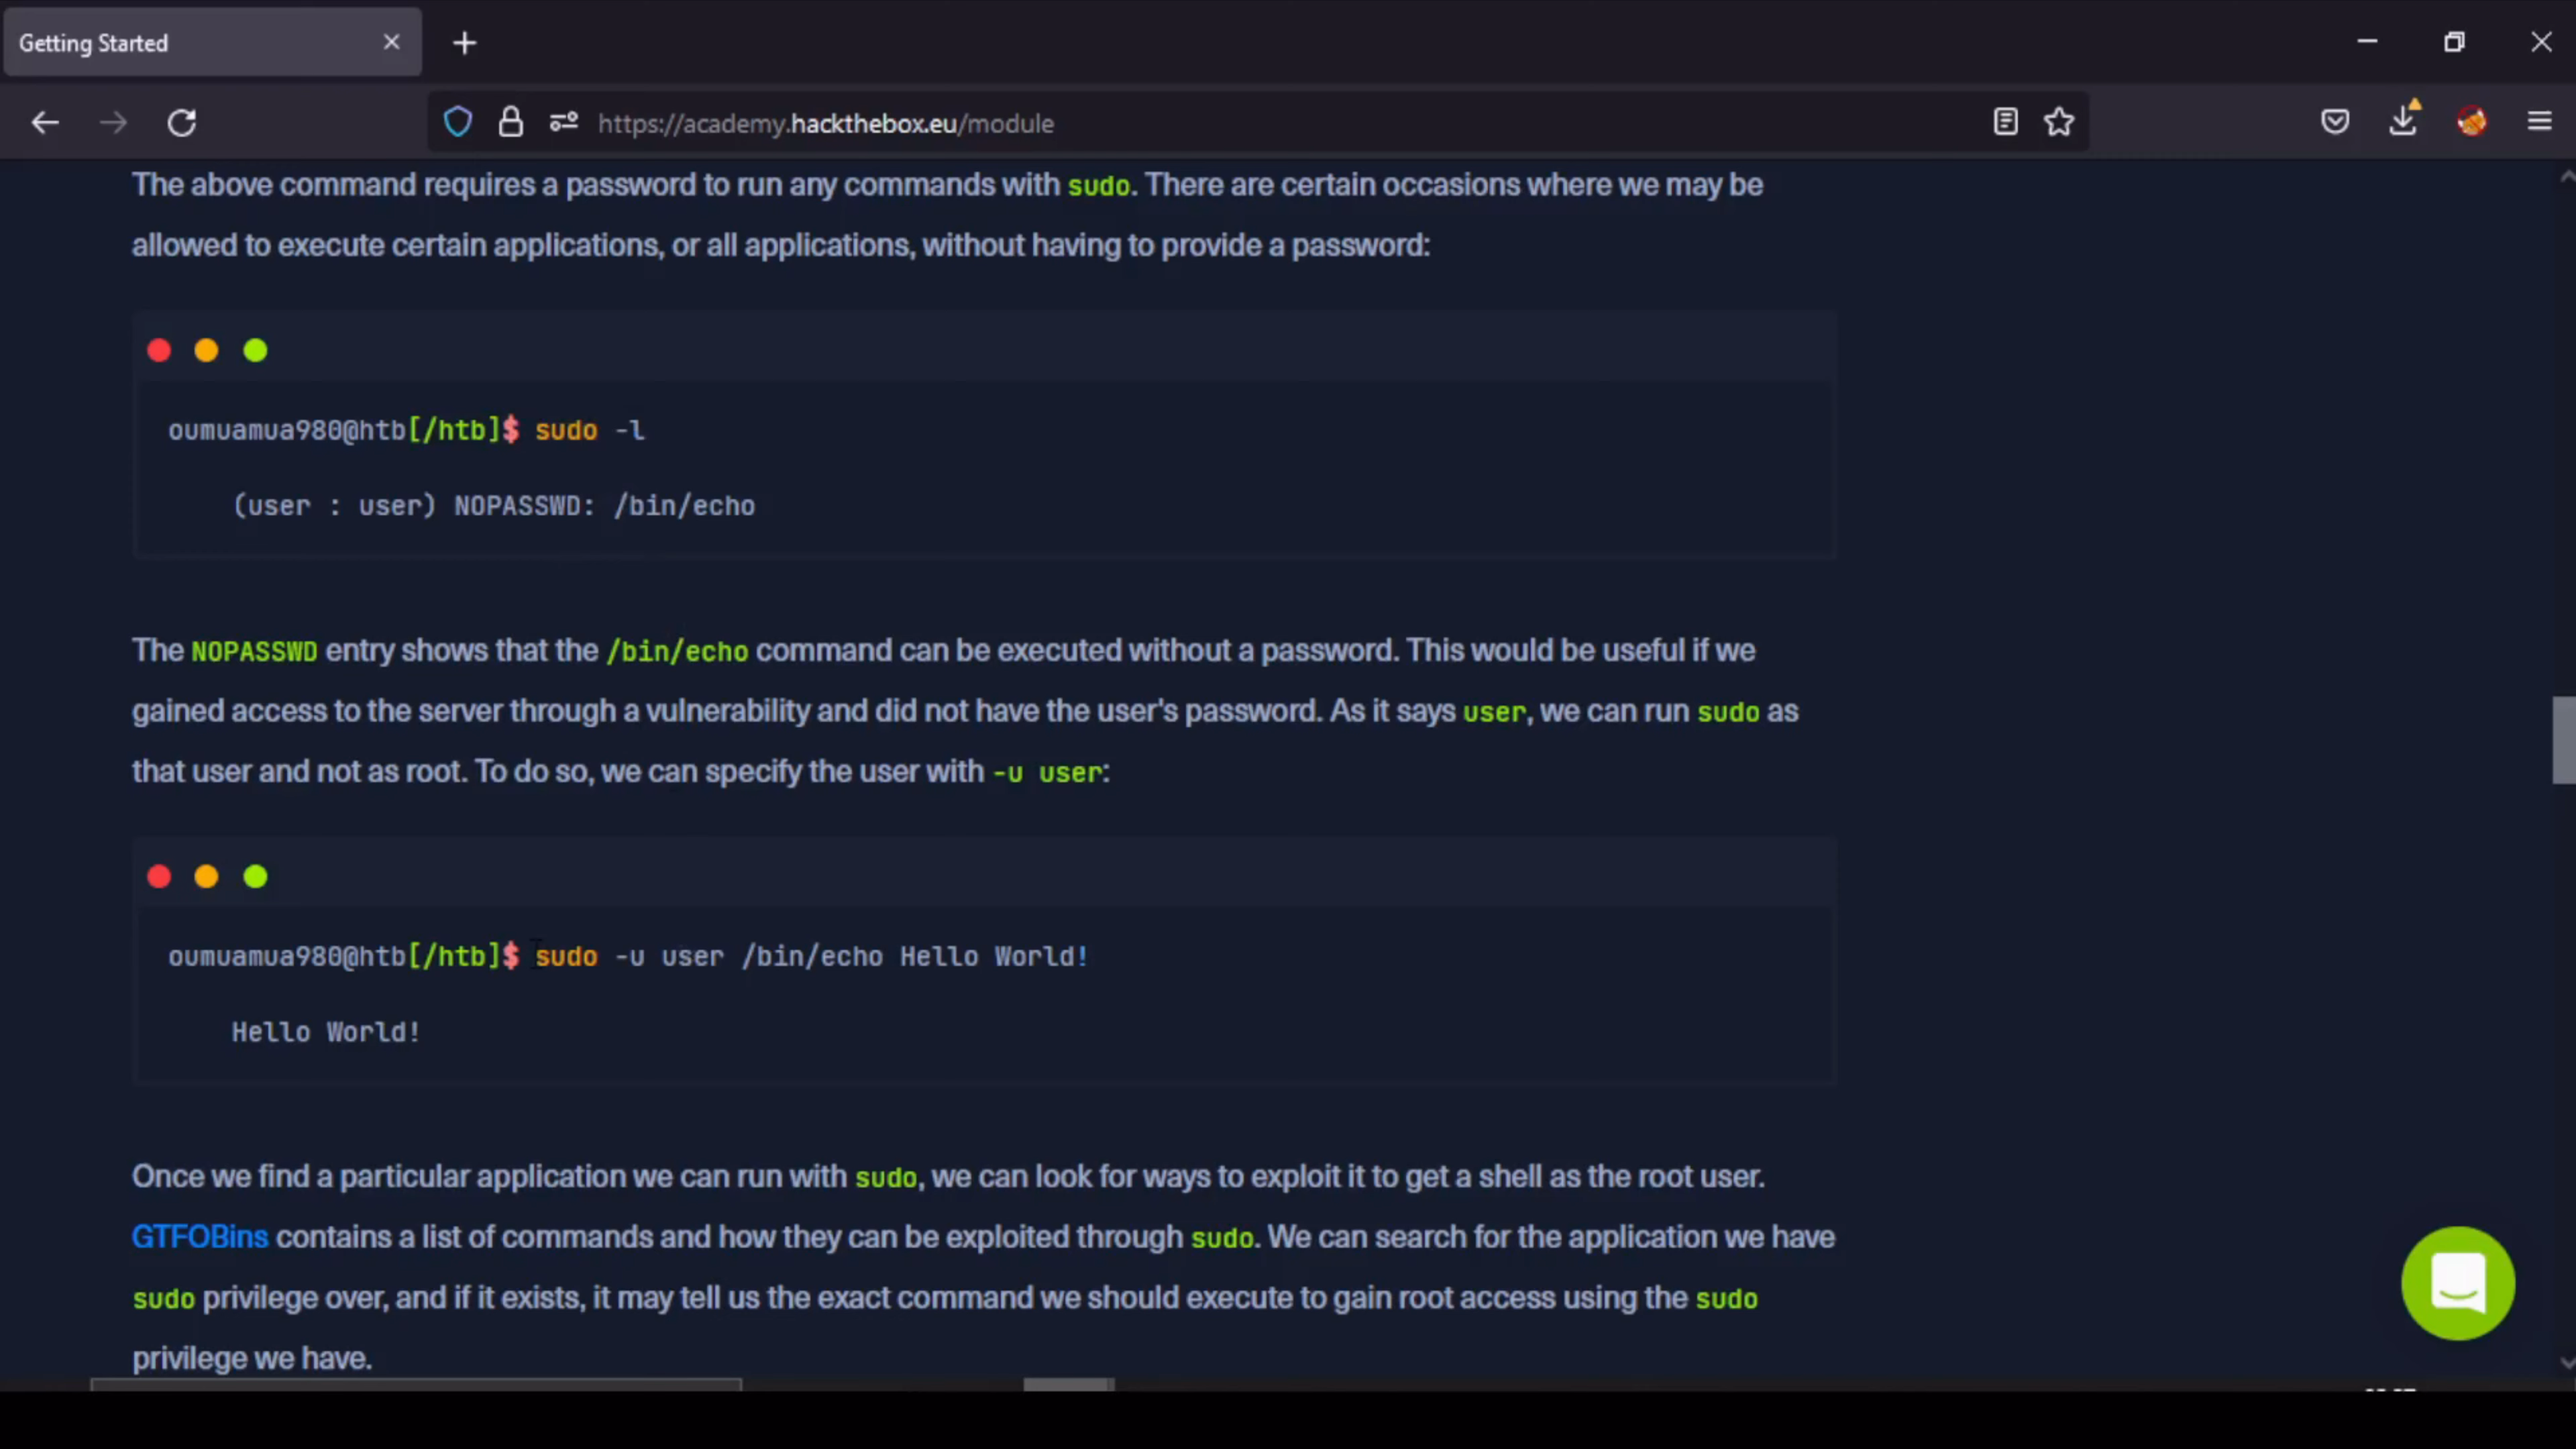 Getting Started
https://academy.hackthebox.eu/module
The above command requires a password to run any commands with sudo. There are certain occasions where we may be
allowed to execute certain applications, or all applications, without having to provide a password:
oumuamua980@htb[/htb]$ sudo -l
(user : user) NOPASSWD: /bin/echo
The NOPASSWD entry shows that the /bin/echo command can be executed without a password. This would be useful if we
gained access to the server through a vulnerability and did not have the user's password. As it says user, we can run sudo as
that user and not as root. To do so, we can specify the user with -u user:
oumuamua980@htb[/htb]$ sudo -u user /bin/echo Hello World!
Hello World!
Once we find a particular application we can run with sudo, we can look for ways to exploit it to get a shell as the root user.
GTFOBins contains a list of commands and how they can be exploited through sudo. We can search for the application we have
sudo privilege over, and if it exists, it may tell us the exact command we should execute to gain root access using the sudo
privilege we have.